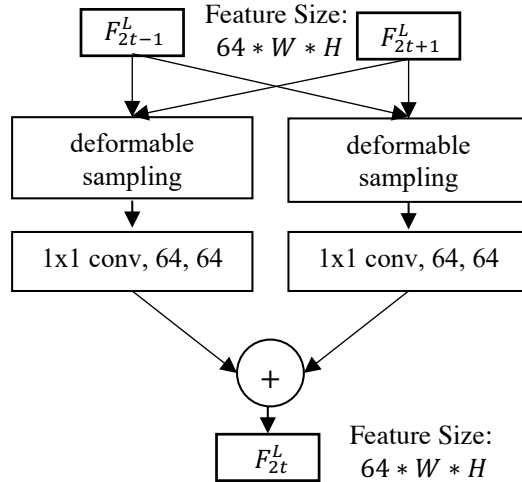 F^L_{2t−1}
Feature Size:
64 * W * H
F^L_{2t+1}
deformable
sampling
deformable
sampling
1x1 conv, 64, 64
1x1 conv, 64, 64
+
F^L_{2t}
Feature Size:
64 * W * H